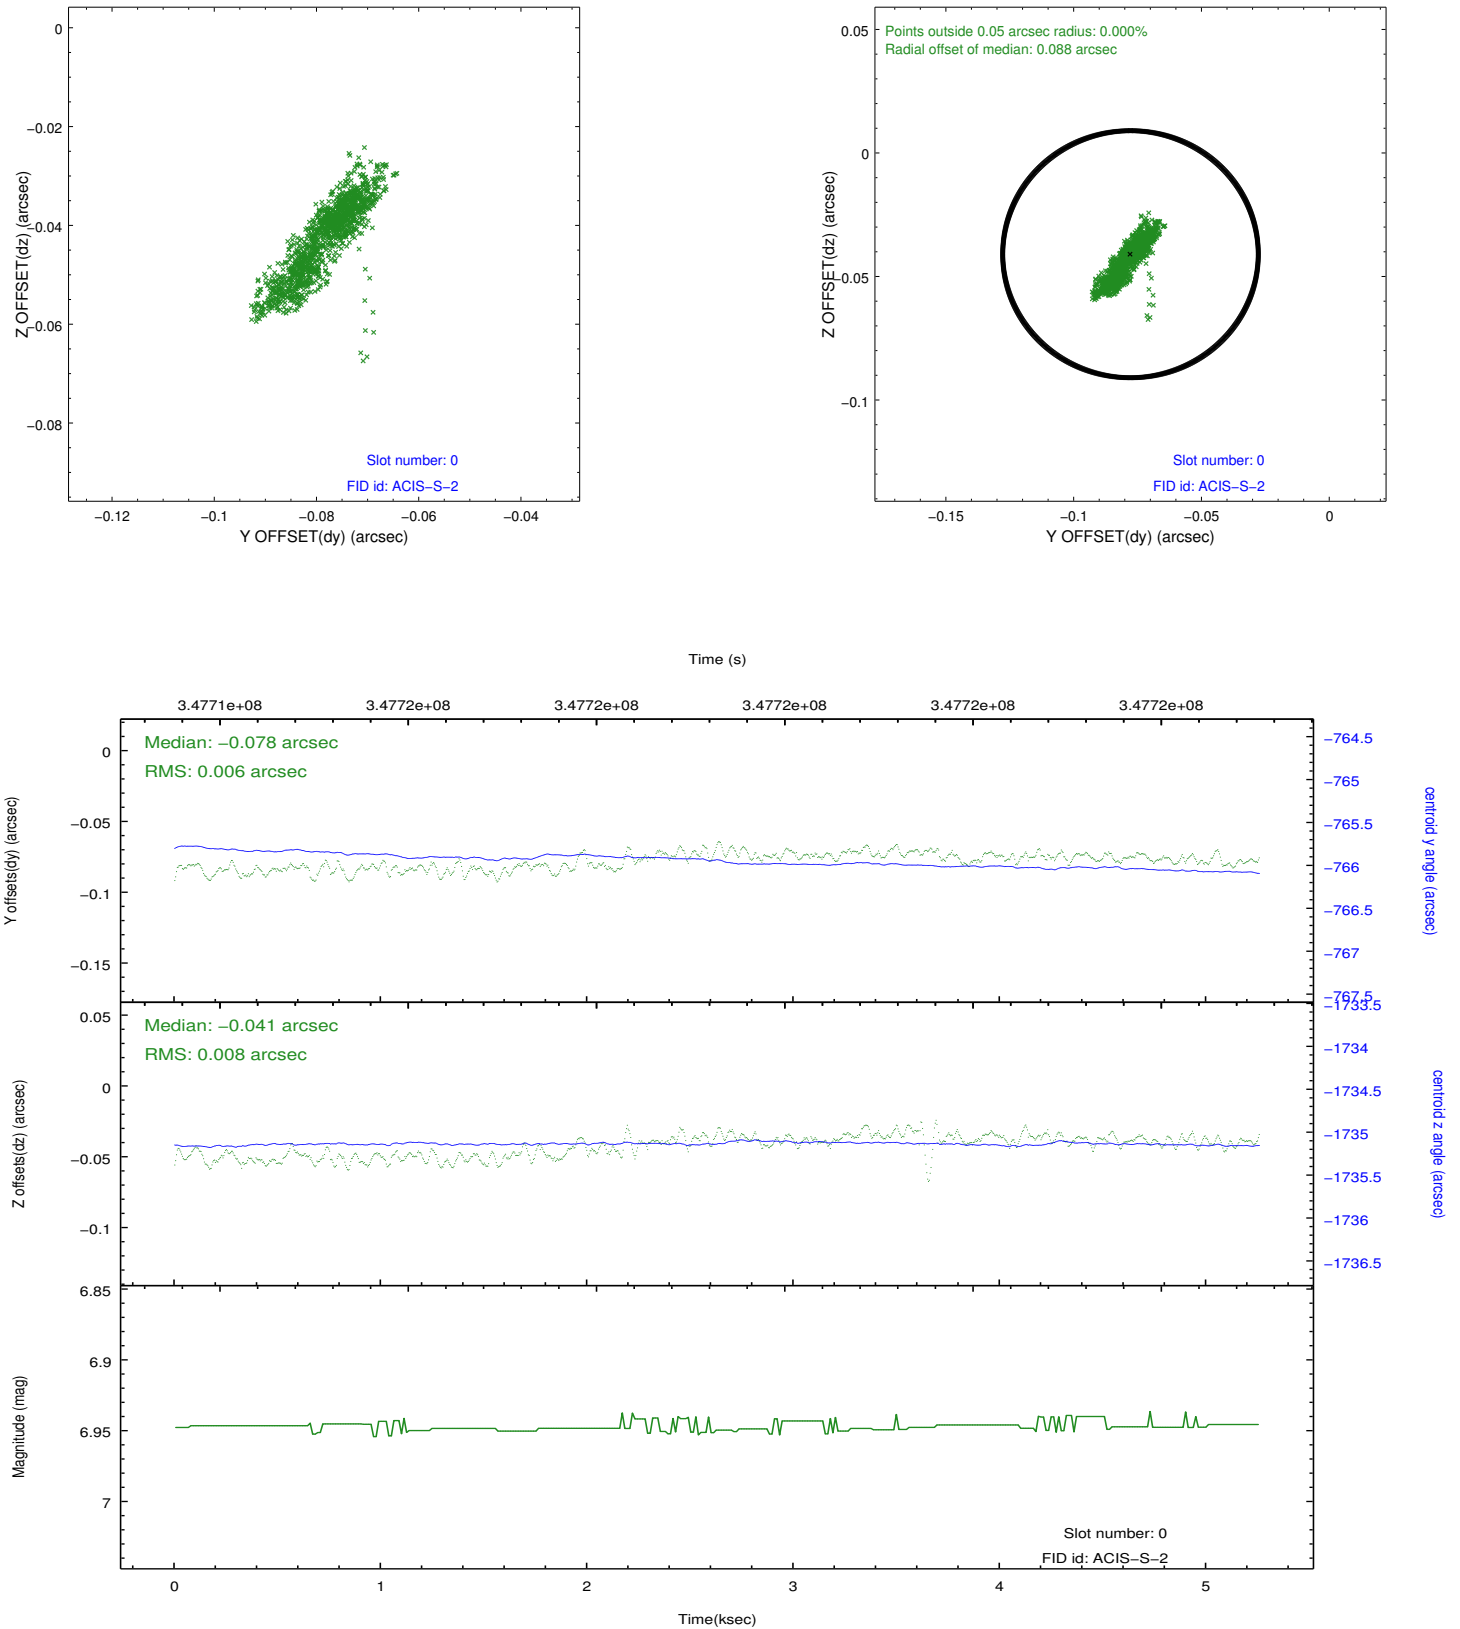 0
−0.02
−0.04
−0.06
−0.08
Z OFFSET(dz) (arcsec)
Slot number: 0
FID id: ACIS−S−2
−0.12
−0.1
−0.08
−0.06
−0.04
Y OFFSET(dy) (arcsec)
Points outside 0.05 arcsec radius: 0.000%
Radial offset of median: 0.088 arcsec
0.05
0
−0.05
−0.1
Z OFFSET(dz) (arcsec)
Slot number: 0
FID id: ACIS−S−2
−0.15
−0.1
−0.05
0
Y OFFSET(dy) (arcsec)
Time (s)
3.4771e+08
3.4772e+08
3.4772e+08
3.4772e+08
3.4772e+08
3.4772e+08
Median: −0.078 arcsec
RMS: 0.006 arcsec
0
−0.05
−0.1
−0.15
Y offsets(dy) (arcsec)
−764.5
−765
−765.5
−766
−766.5
−767
−767.5
centroid y angle (arcsec)
Median: −0.041 arcsec
RMS: 0.008 arcsec
0.05
0
−0.05
−0.1
Z offsets(dz) (arcsec)
−1733.5
−1734
−1734.5
−1735
−1735.5
−1736
−1736.5
centroid z angle (arcsec)
6.85
6.9
6.95
7
Magnitude (mag)
Slot number: 0
FID id: ACIS−S−2
0
1
2
3
4
5
Time(ksec)